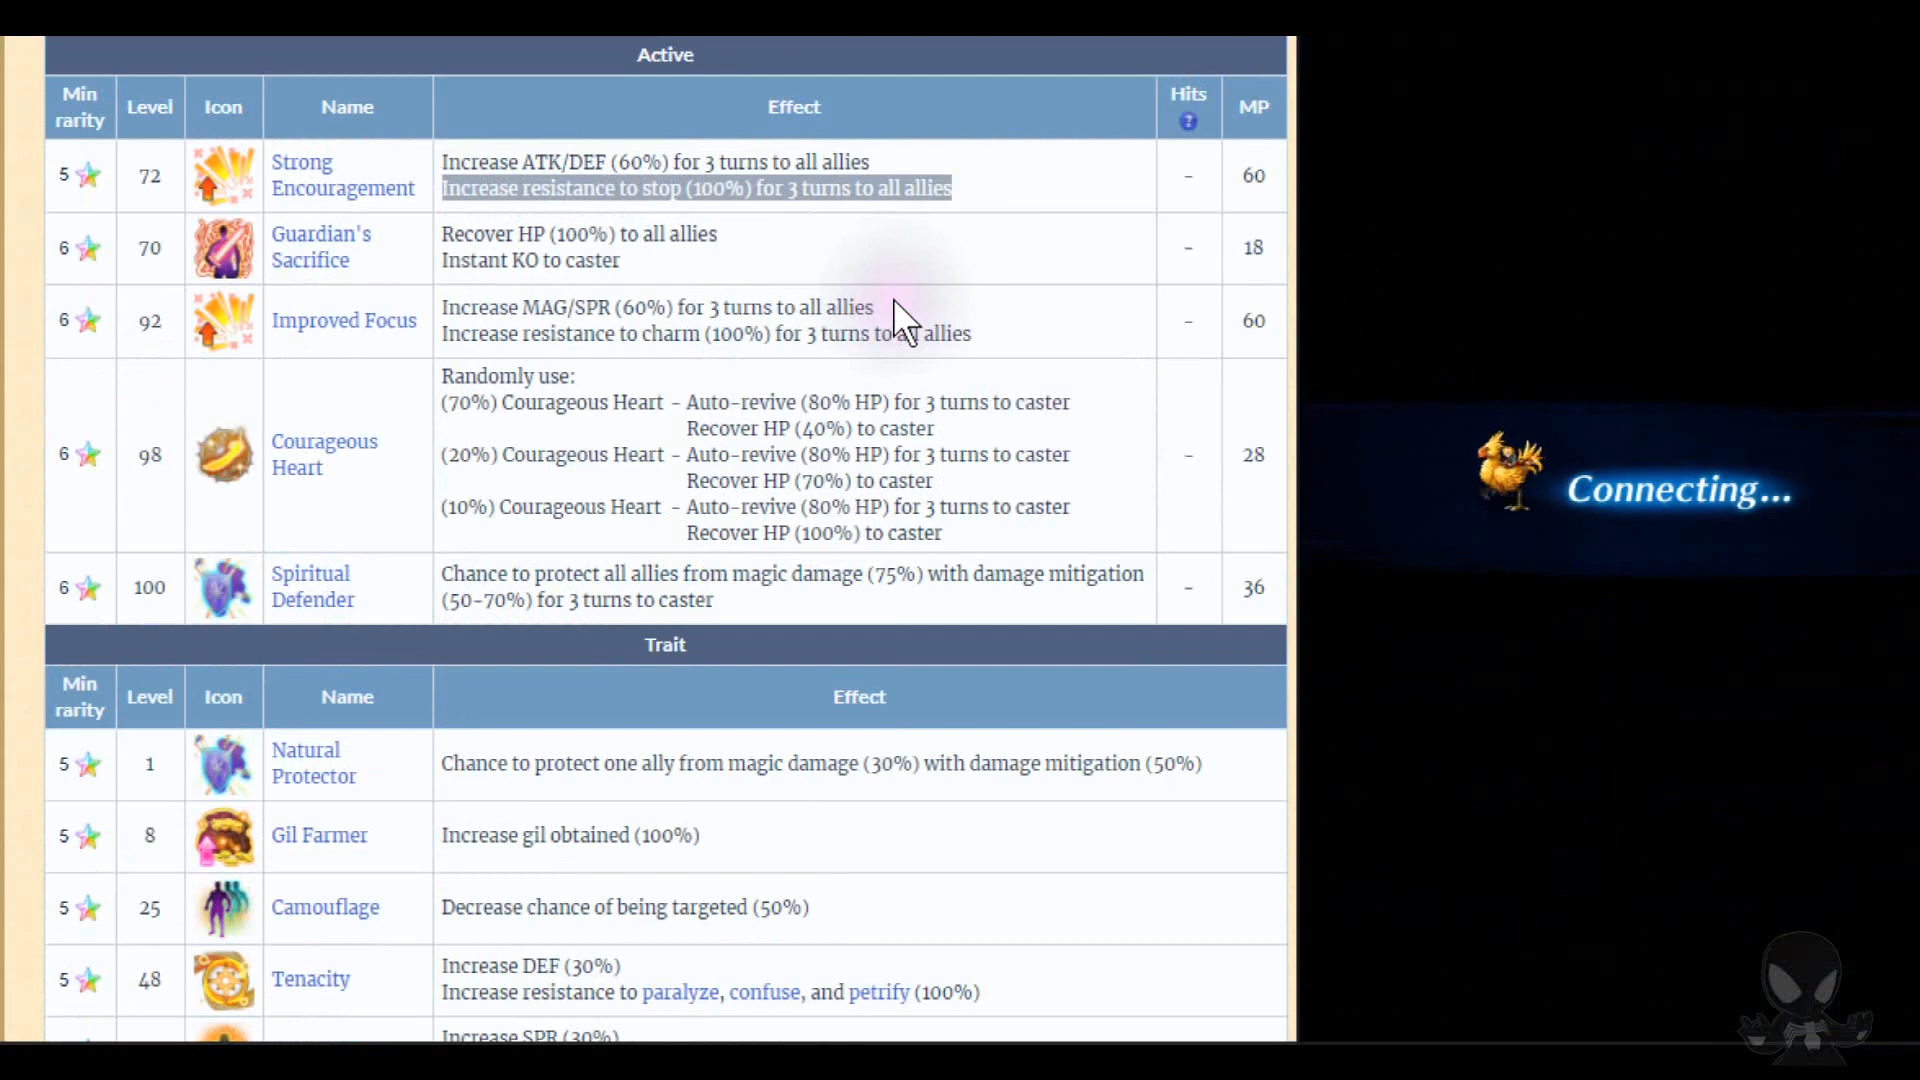 Active
Min rarity Level Icon Name Effect Hits ? MP
5 72 Strong Encouragement Increase ATK/DEF (60%) for 3 turns to all allies
Increase resistance to stop (100%) for 3 turns to all allies - 60
6 70 Guardian's Sacrifice Recover HP (100%) to all allies
Instant KO to caster - 18
6 92 Improved Focus Increase MAG/SPR (60%) for 3 turns to all allies
Increase resistance to charm (100%) for 3 turns to all allies - 60
6 98 Courageous Heart Randomly use:
(70%) Courageous Heart - Auto-revive (80% HP) for 3 turns to caster
Recover HP (40%) to caster
(20%) Courageous Heart - Auto-revive (80% HP) for 3 turns to caster
Recover HP (70%) to caster
(10%) Courageous Heart - Auto-revive (80% HP) for 3 turns to caster
Recover HP (100%) to caster - 28
6 100 Spiritual Defender Chance to protect all allies from magic damage (75%) with damage mitigation
(50-70%) for 3 turns to caster - 36
Trait
Min rarity Level Icon Name Effect
5 1 Natural Protector Chance to protect one ally from magic damage (30%) with damage mitigation (50%)
5 8 Gil Farmer Increase gil obtained (100%)
5 25 Camouflage Decrease chance of being targeted (50%)
5 48 Tenacity Increase DEF (30%)
Increase resistance to paralyze, confuse, and petrify (100%)
Increase SPR (30%)
Connecting...